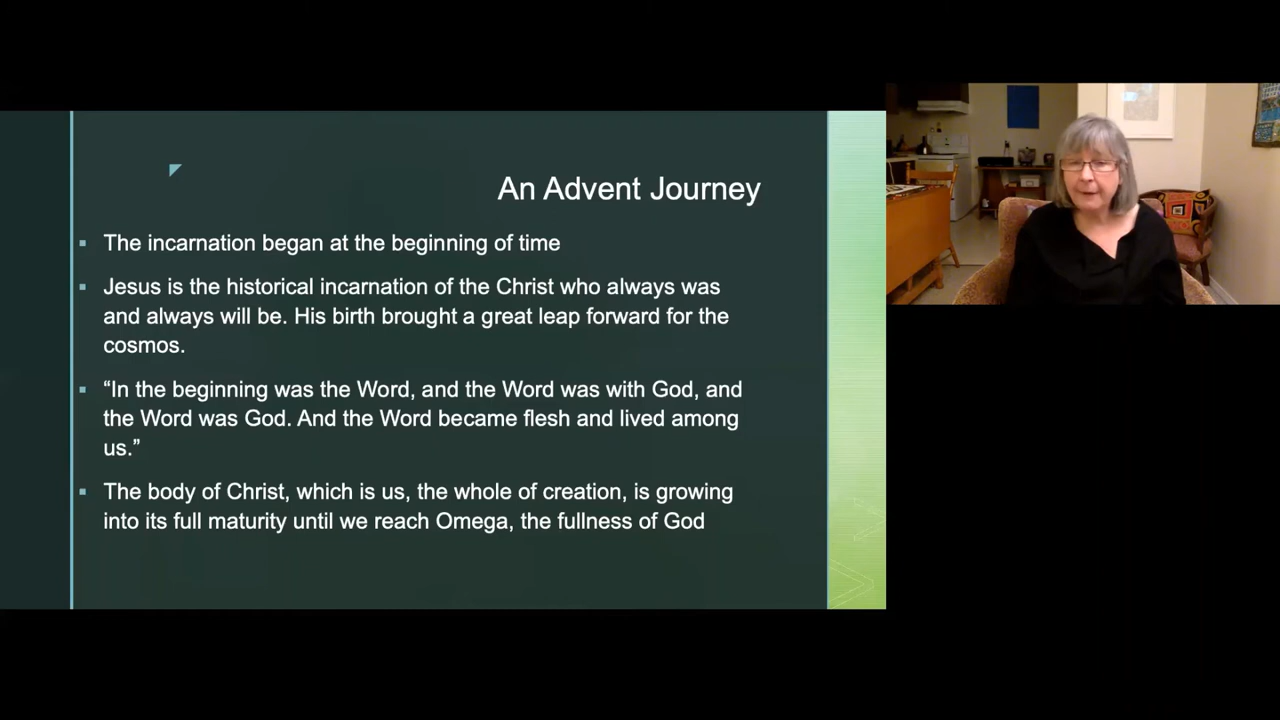 An Advent Journey
The incarnation began at the beginning of time
Jesus is the historical incarnation of the Christ who always was
and always will be. His birth brought a great leap forward for the
cosmos.
“In the beginning was the Word, and the Word was with God, and
the Word was God. And the Word became flesh and lived among
us.”
The body of Christ, which is us, the whole of creation, is growing
into its full maturity until we reach Omega, the fullness of God